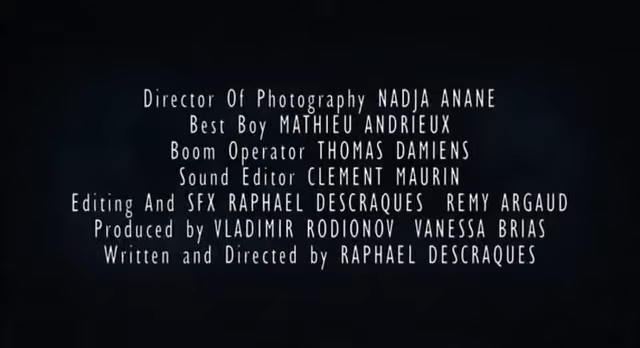 Director Of Photography NADJA ANANE
Best Boy MATHIEU ANDRIEUX
Boom Operator THOMAS DAMIENS
Sound Editor CLEMENT MAURIN
Editing And SFX RAPHAEL DESCRAQUES REMY ARGAUD
Produced by VLADIMIR RODIONOV VANESSA BRIAS
Written and Directed by RAPHAEL DESCRAQUES